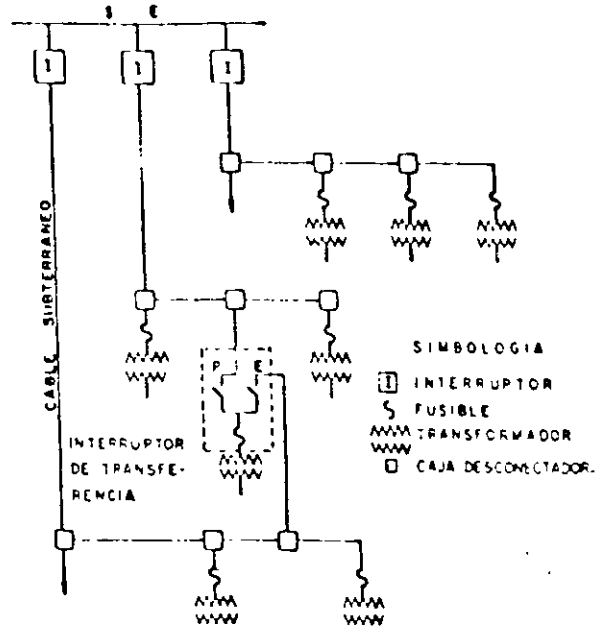 S E
I
I
I
CABLE SUBTERRANEO
P E
INTERRUPTOR
DE TRANSFE-
RENCIA
SIMBOLOGIA
I INTERRUPTOR
FUSIBLE
TRANSFORMADOR
CAJA DESCONECTADOR.